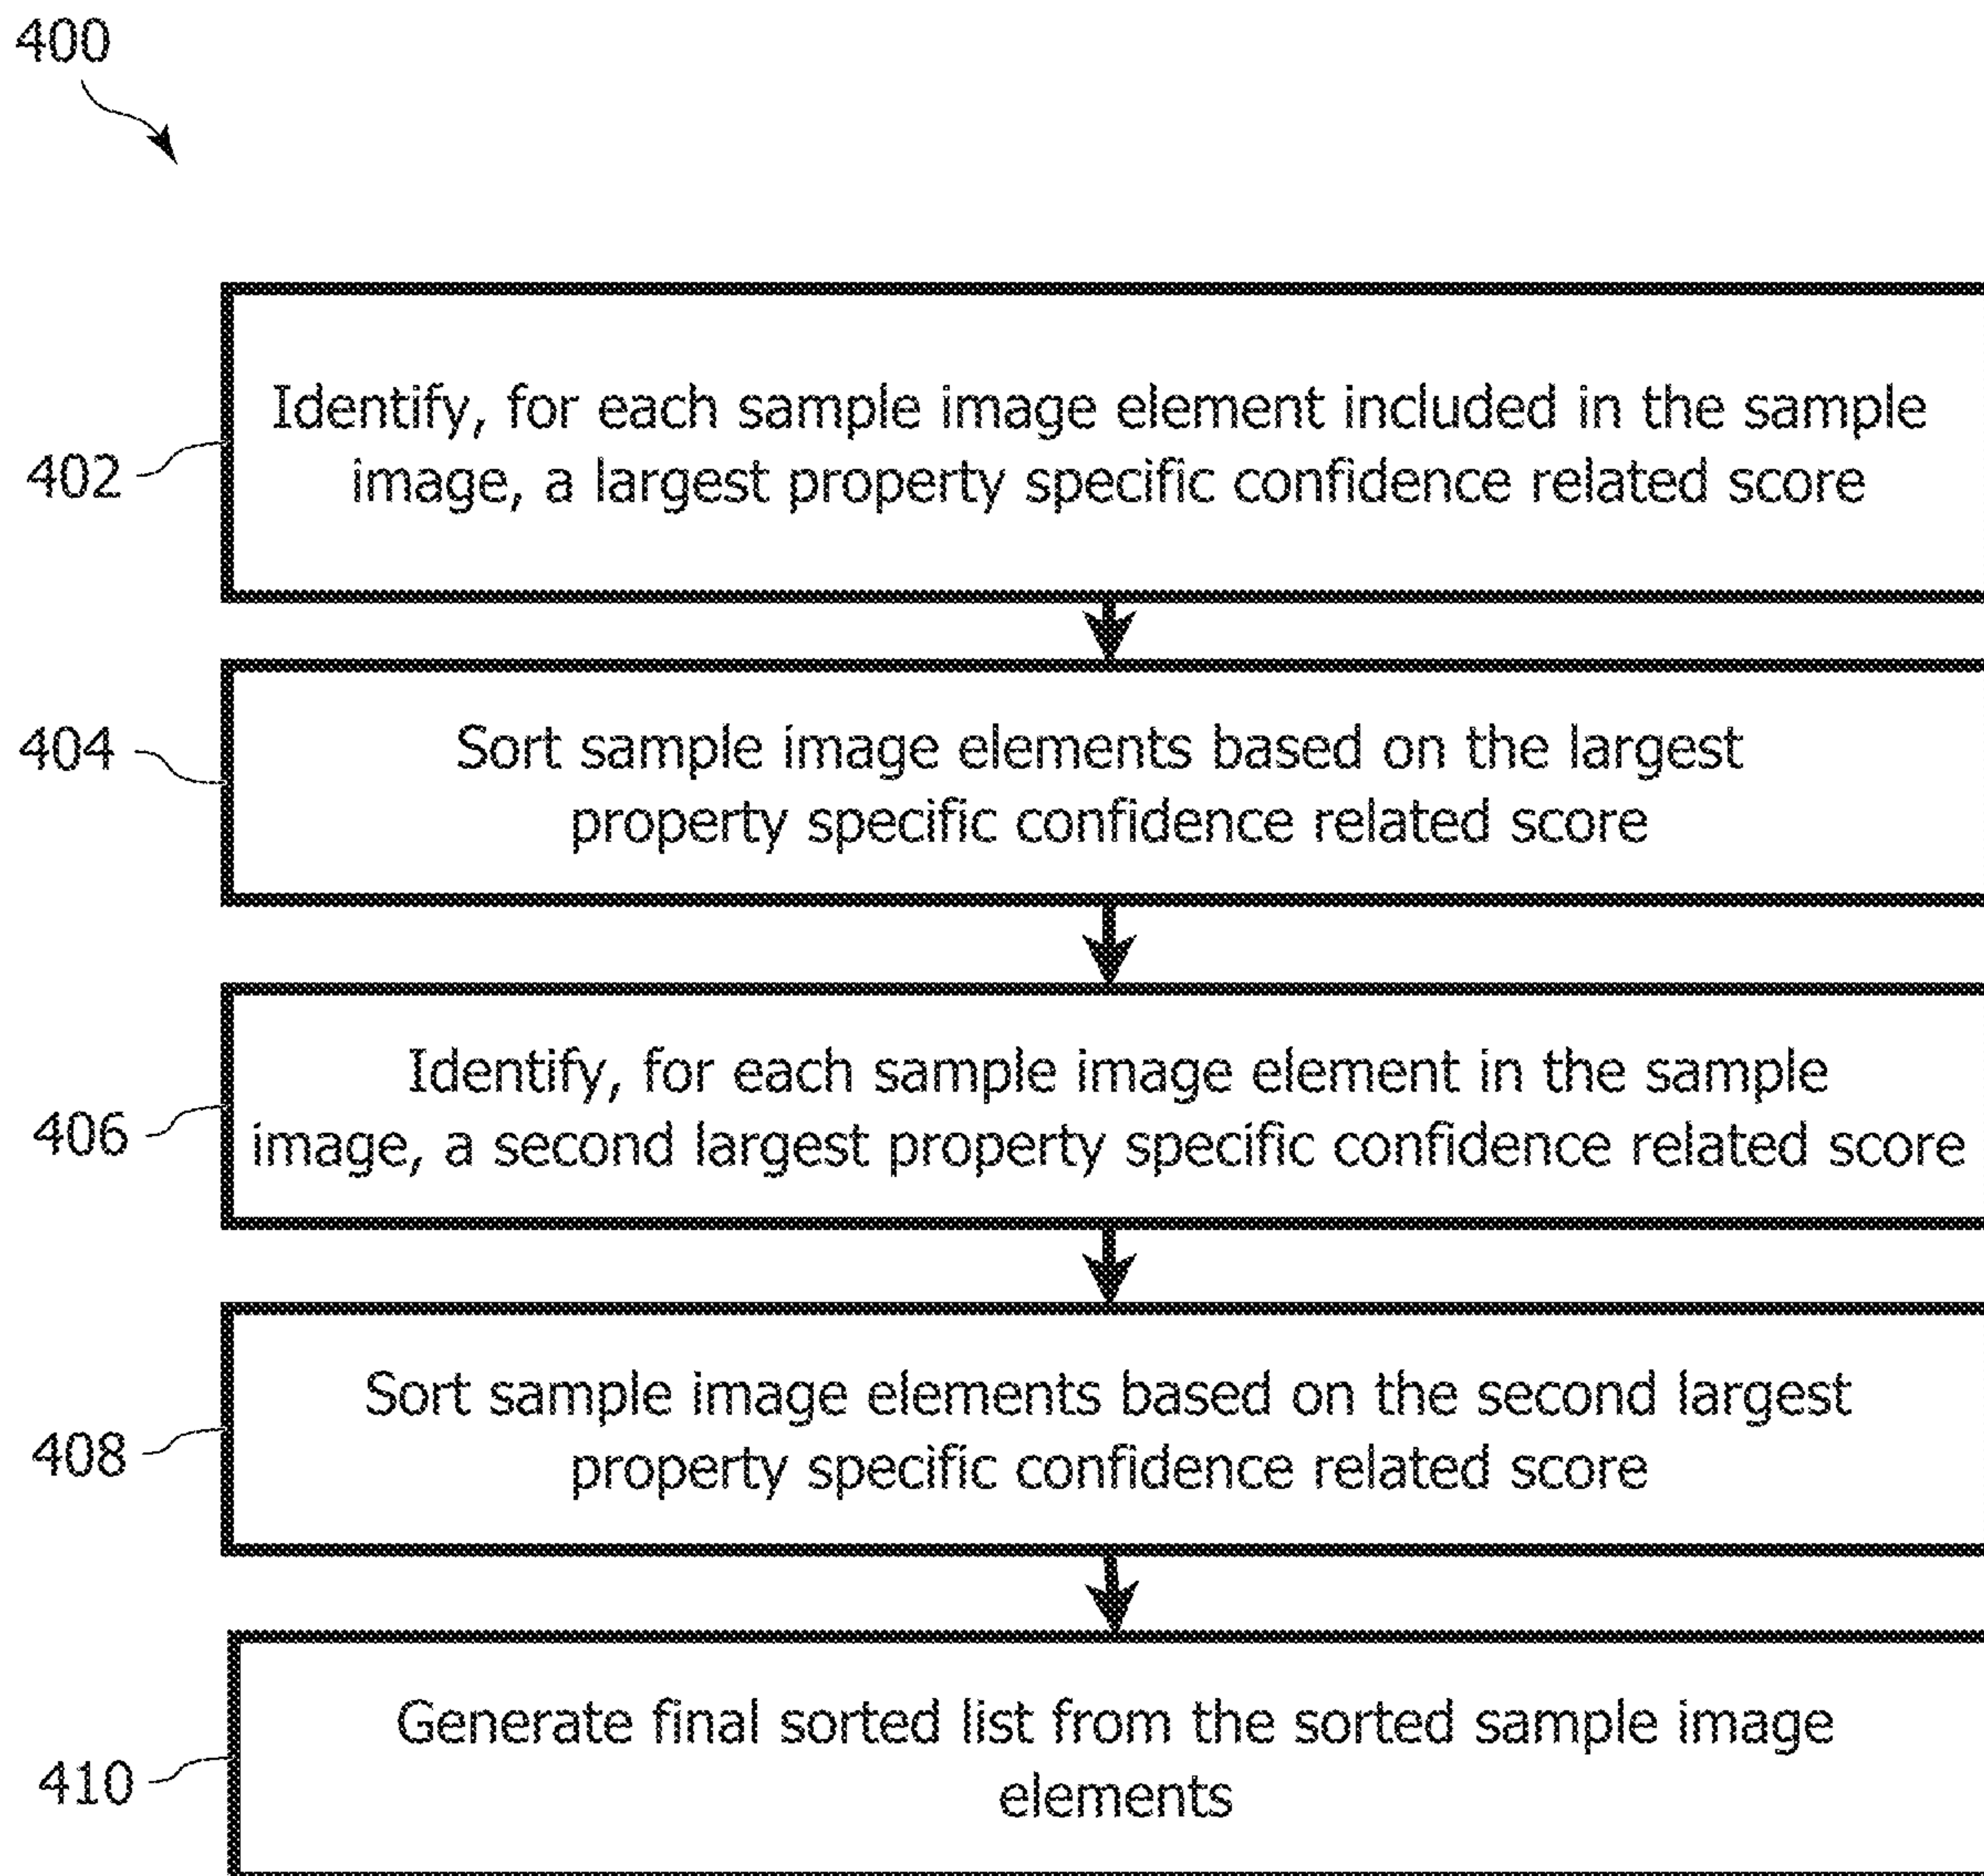 400
Identify, for each sample image element included in the sample
image, a largest property specific confidence related score
402
Sort sample image elements based on the largest
property specific confidence related score
404
Identify, for each sample image element in the sample
image, a second largest property specific confidence related score
406
Sort sample image elements based on the second largest
property specific confidence related score
408
Generate final sorted list from the sorted sample image
elements
410